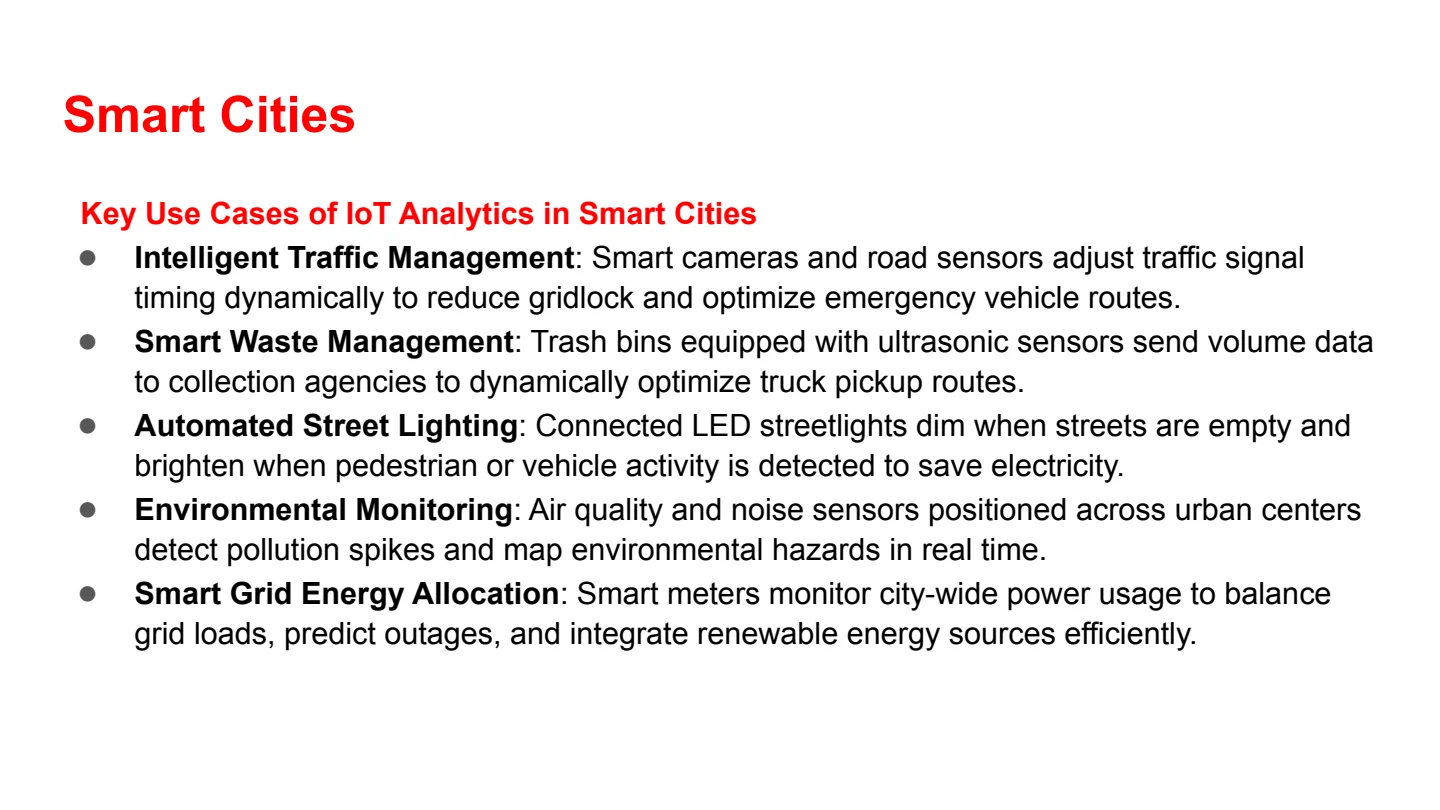 Smart Cities
Key Use Cases of IoT Analytics in Smart Cities
● Intelligent Traffic Management: Smart cameras and road sensors adjust traffic signal
timing dynamically to reduce gridlock and optimize emergency vehicle routes.
● Smart Waste Management: Trash bins equipped with ultrasonic sensors send volume data
to collection agencies to dynamically optimize truck pickup routes.
● Automated Street Lighting: Connected LED streetlights dim when streets are empty and
brighten when pedestrian or vehicle activity is detected to save electricity.
● Environmental Monitoring: Air quality and noise sensors positioned across urban centers
detect pollution spikes and map environmental hazards in real time.
● Smart Grid Energy Allocation: Smart meters monitor city-wide power usage to balance
grid loads, predict outages, and integrate renewable energy sources efficiently.